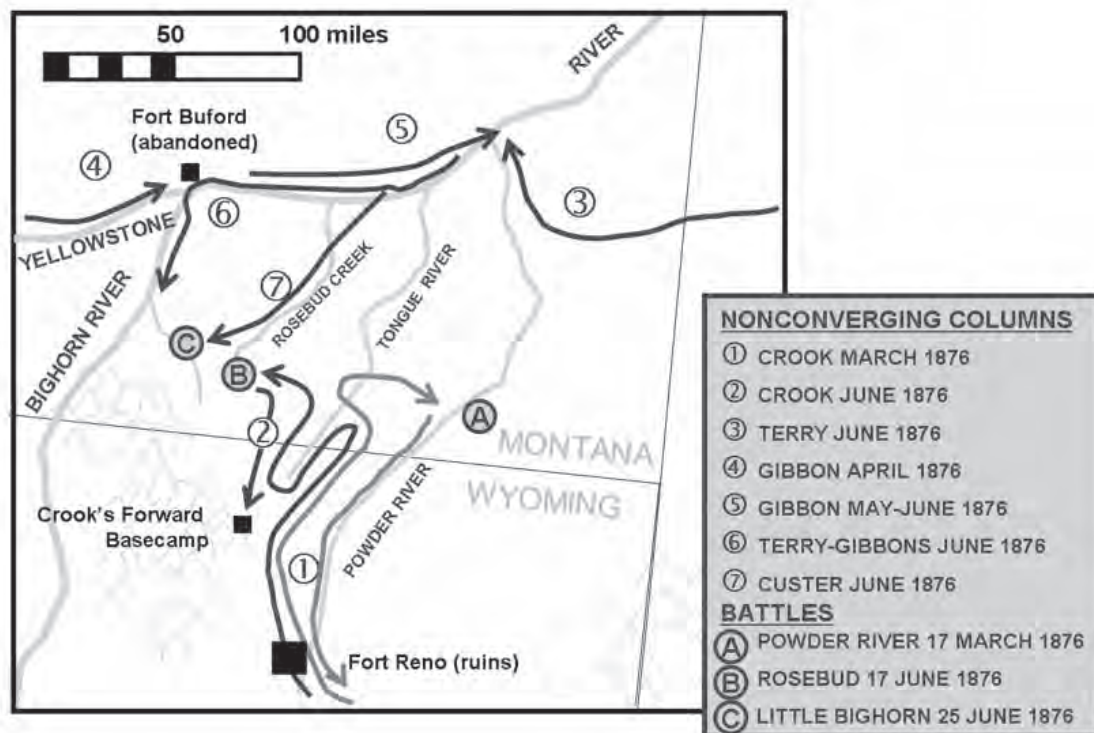 50
100 miles
RIVER
Fort Buford
(abandoned)
⑤
④
③
⑥
YELLOWSTONE
⑦
ROSEBUD CREEK
TONGUE RIVER
BIGHORN RIVER
C
B
A
②
MONTANA
WYOMING
POWDER RIVER
Crook's Forward
Basecamp
①
Fort Reno (ruins)
NONCONVERGING COLUMNS
① CROOK MARCH 1876
② CROOK JUNE 1876
③ TERRY JUNE 1876
④ GIBBON APRIL 1876
⑤ GIBBON MAY-JUNE 1876
⑥ TERRY-GIBBONS JUNE 1876
⑦ CUSTER JUNE 1876
BATTLES
Ⓐ POWDER RIVER 17 MARCH 1876
Ⓑ ROSEBUD 17 JUNE 1876
Ⓒ LITTLE BIGHORN 25 JUNE 1876